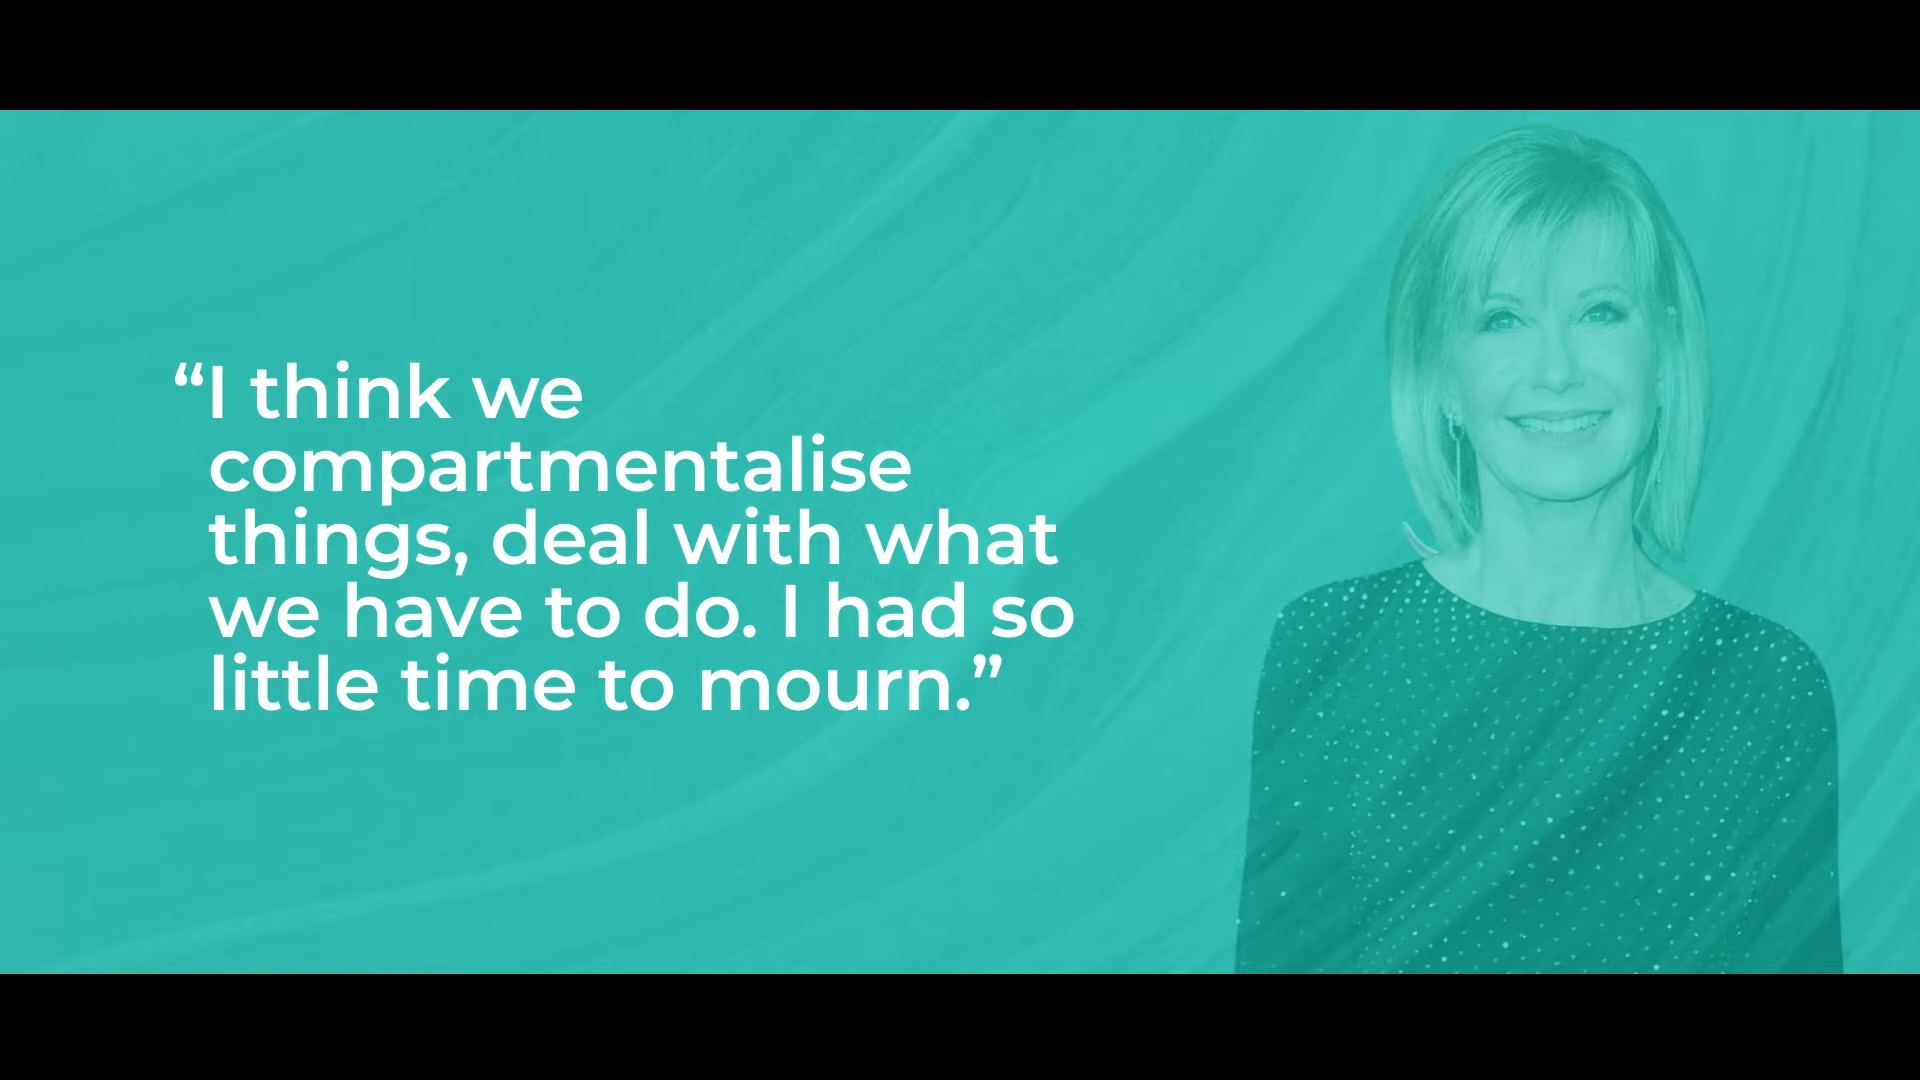 “I think we
compartmentalise
things, deal with what
we have to do. I had so
little time to mourn.”